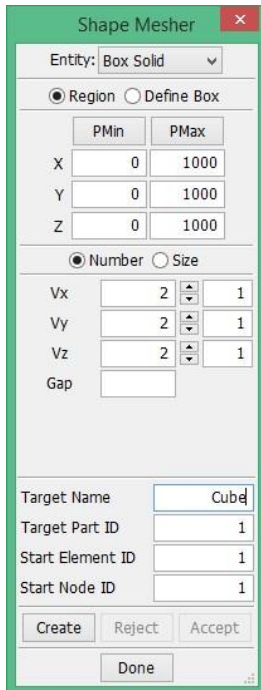 Shape Mesher
Entity: Box Solid
Region Define Box
PMin PMax
X 0 1000
Y 0 1000
Z 0 1000
Number Size
Vx 2 1
Vy 2 1
Vz 2 1
Gap
Target Name Cube
Target Part ID 1
Start Element ID 1
Start Node ID 1
Create Reject Accept
Done